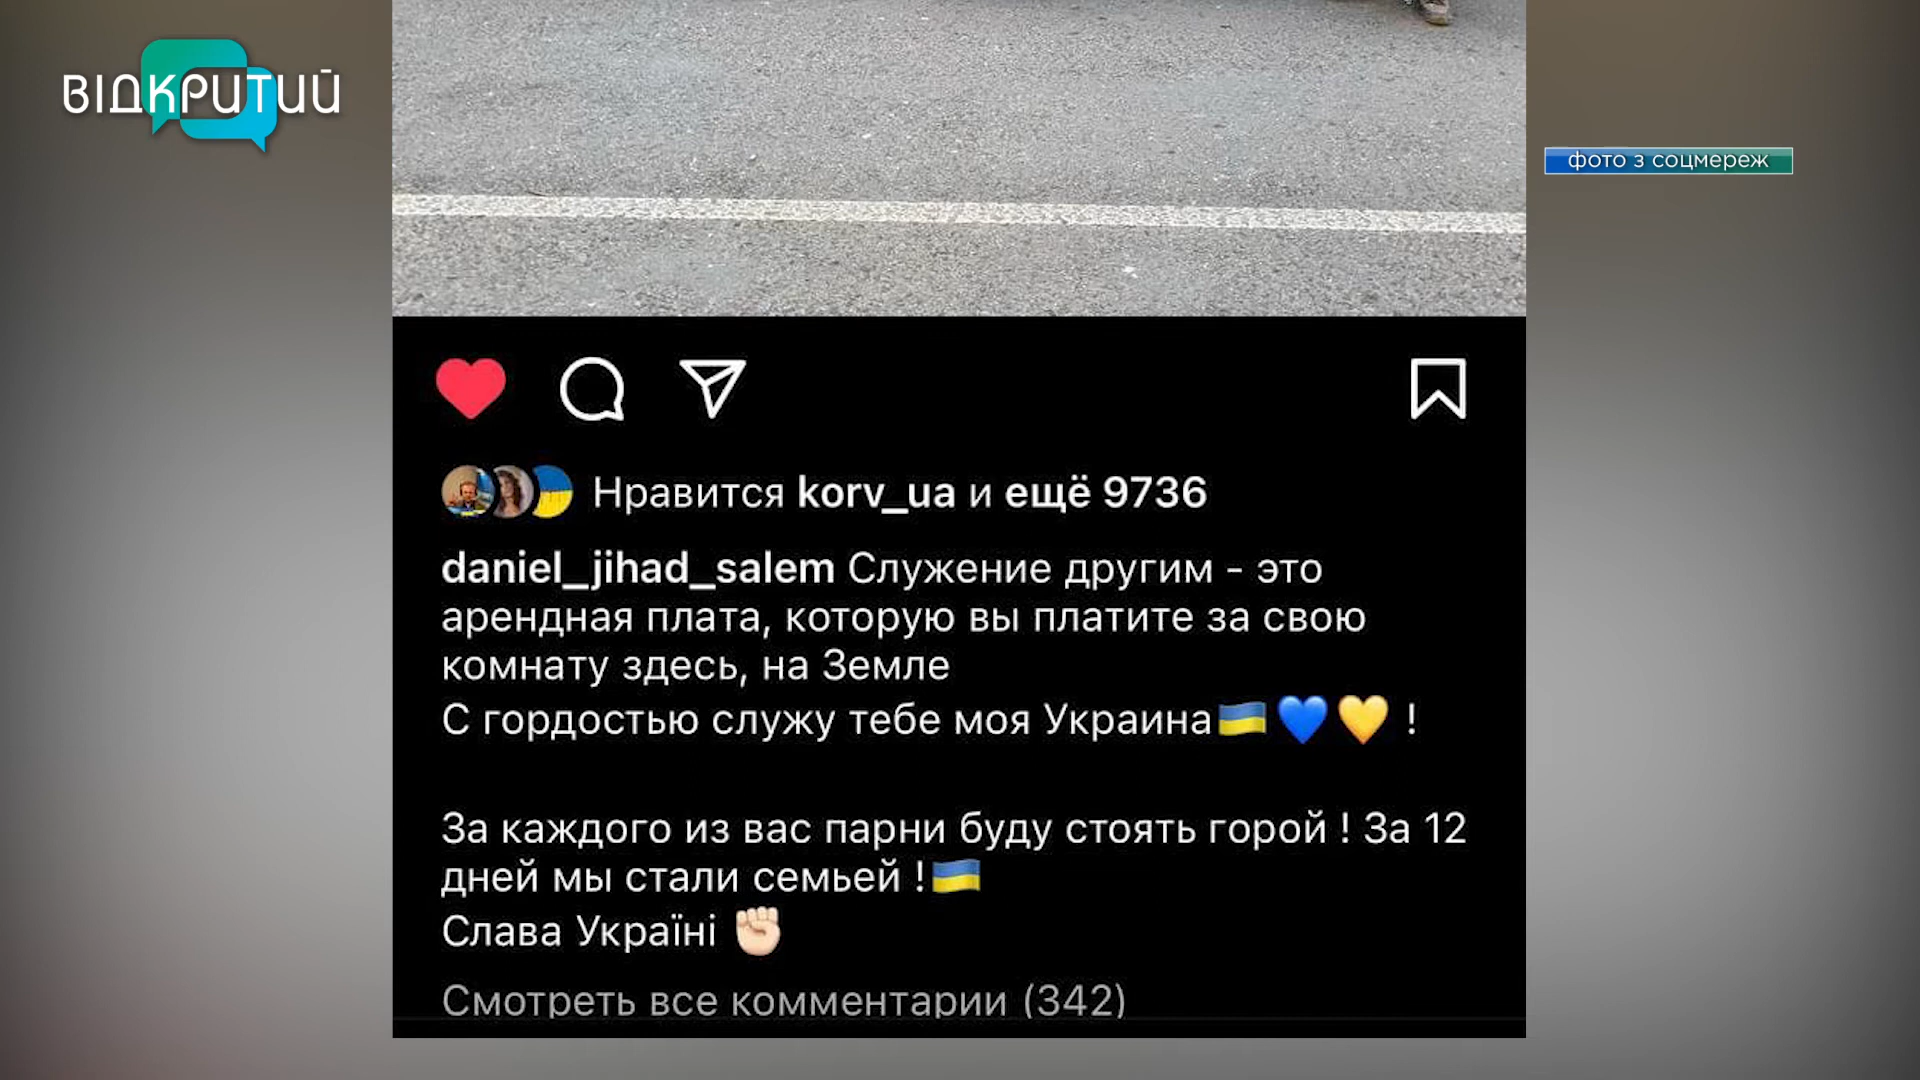 ВІДКРИТИЙ
фото з соцмереж
Нравится korv_ua и ещё 9736
daniel_jihad_salem Служение другим - это
арендная плата, которую вы платите за свою
комнату здесь, на Земле
С гордостью служу тебе моя Украина🇺🇦💙💛 !
За каждого из вас парни буду стоять горой ! За 12
дней мы стали семьей !🇺🇦
Слава Україні ✊🏻
Смотреть все комментарии (342)